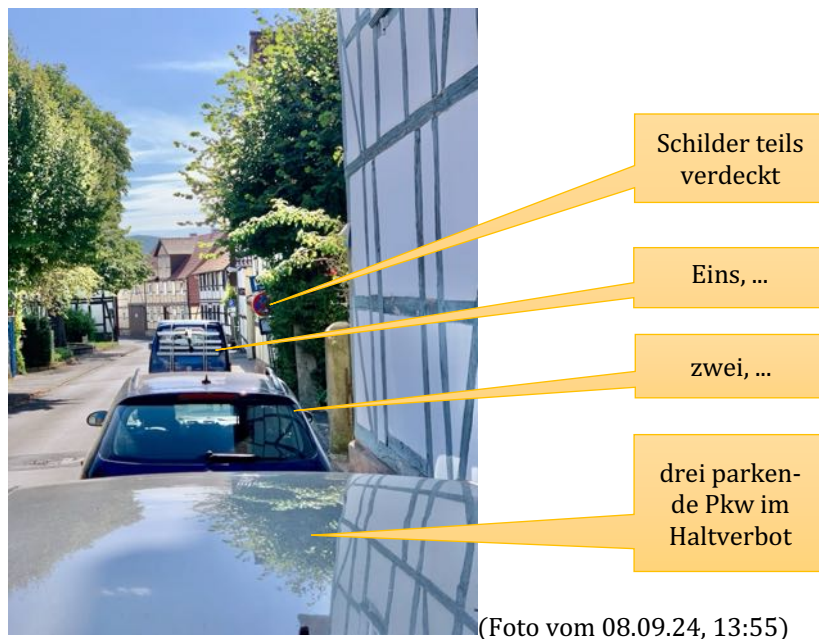 Schilder teils
verdeckt
Eins, ...
zwei, ...
drei parken-
de Pkw im
Haltverbot
(Foto vom 08.09.24, 13:55)